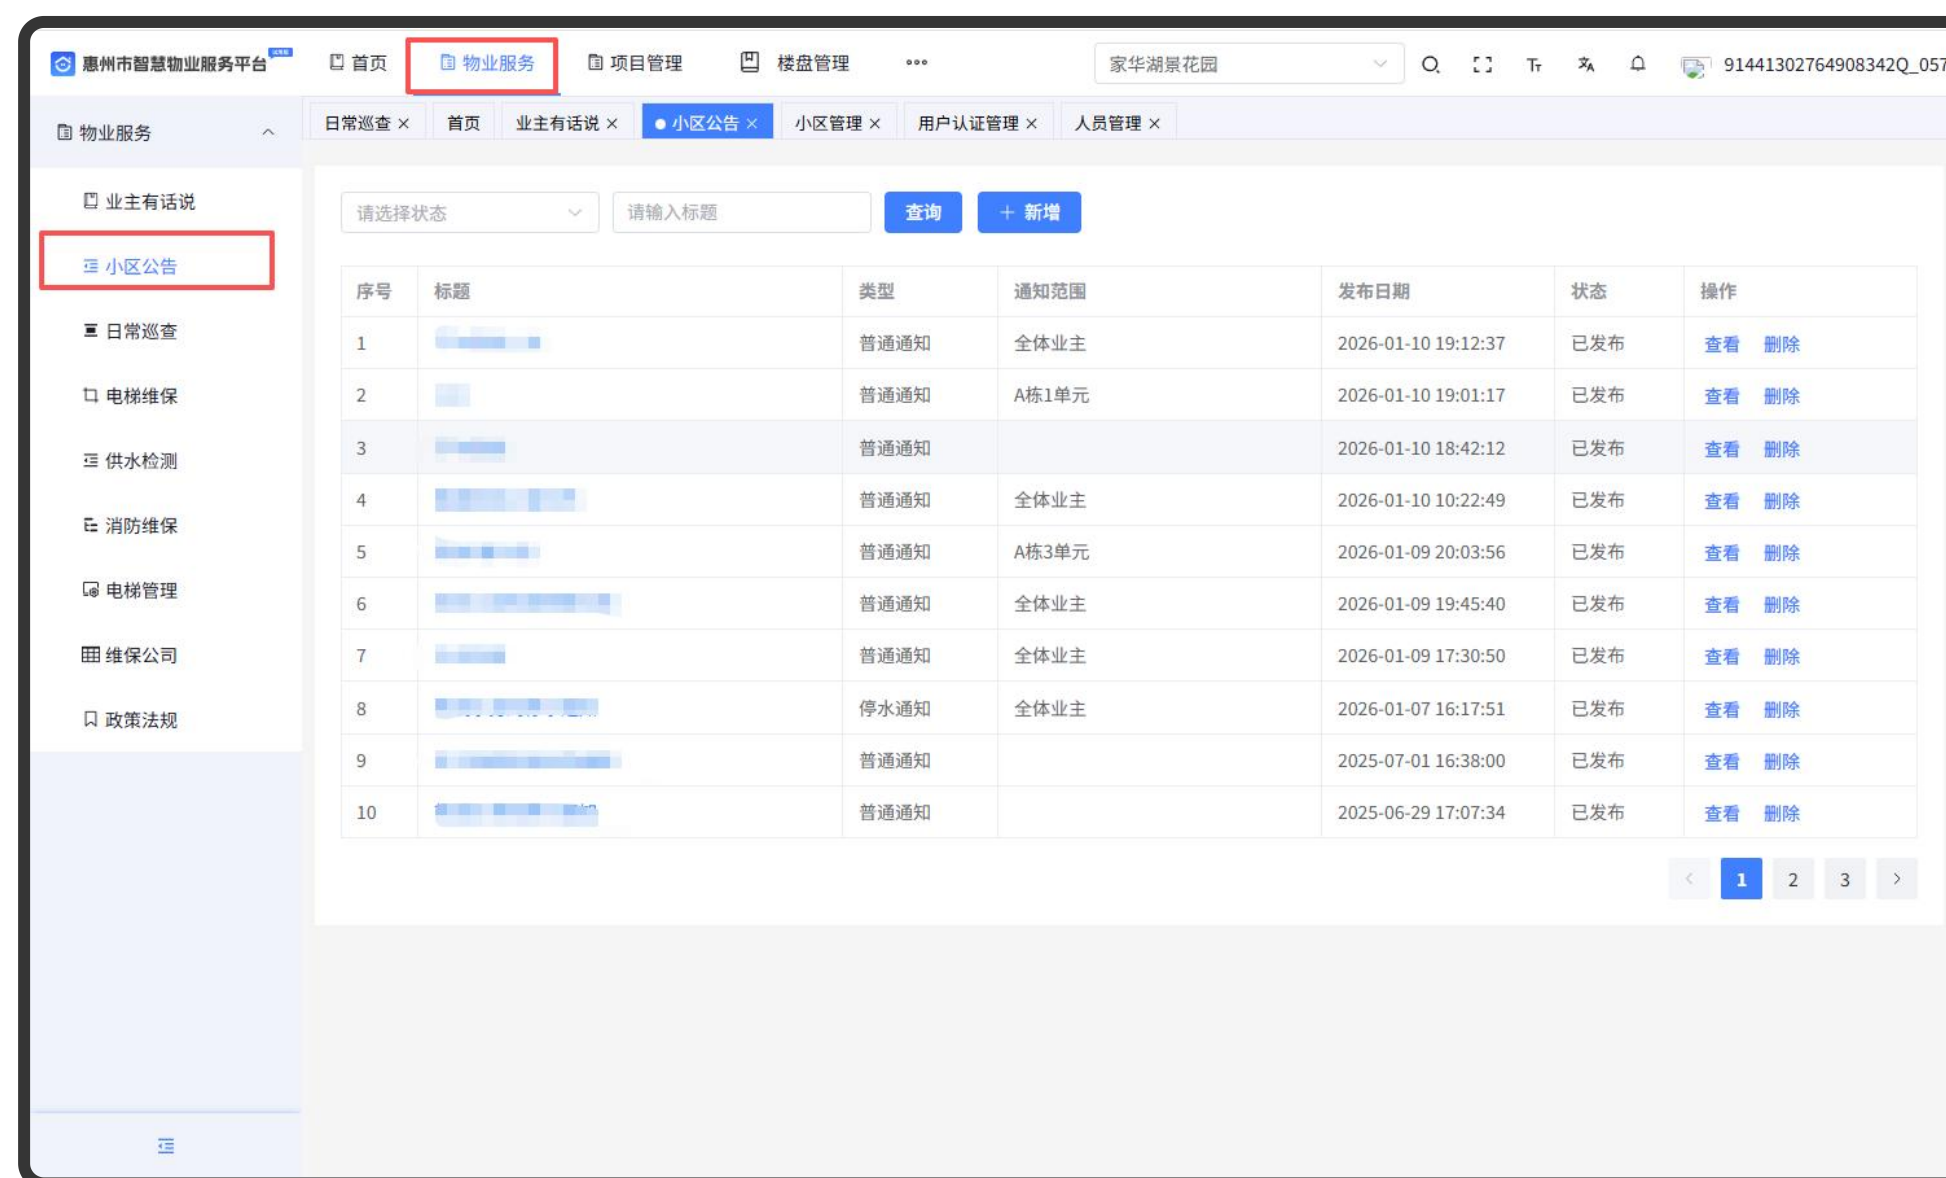 惠州市智慧物业服务平台
首页 物业服务 项目管理 楼盘管理 家华湖景花园 91441302764908342Q_057
物业服务
日常巡查 × 首页 业主有话说 × 小区公告 × 小区管理 × 用户认证管理 × 人员管理 ×
业主有话说
小区公告
日常巡查
电梯维保
供水检测
消防维保
电梯管理
维保公司
政策法规
请选择状态 请输入标题 查询 + 新增
序号 标题 类型 通知范围 发布日期 状态 操作
1 普通通知 全体业主 2026-01-10 19:12:37 已发布 查看 删除
2 普通通知 A栋1单元 2026-01-10 19:01:17 已发布 查看 删除
3 普通通知 2026-01-10 18:42:12 已发布 查看 删除
4 普通通知 全体业主 2026-01-10 10:22:49 已发布 查看 删除
5 普通通知 A栋3单元 2026-01-09 20:03:56 已发布 查看 删除
6 普通通知 全体业主 2026-01-09 19:45:40 已发布 查看 删除
7 普通通知 全体业主 2026-01-09 17:30:50 已发布 查看 删除
8 停水通知 全体业主 2026-01-07 16:17:51 已发布 查看 删除
9 普通通知 2025-07-01 16:38:00 已发布 查看 删除
10 普通通知 2025-06-29 17:07:34 已发布 查看 删除
< 1 2 3 >